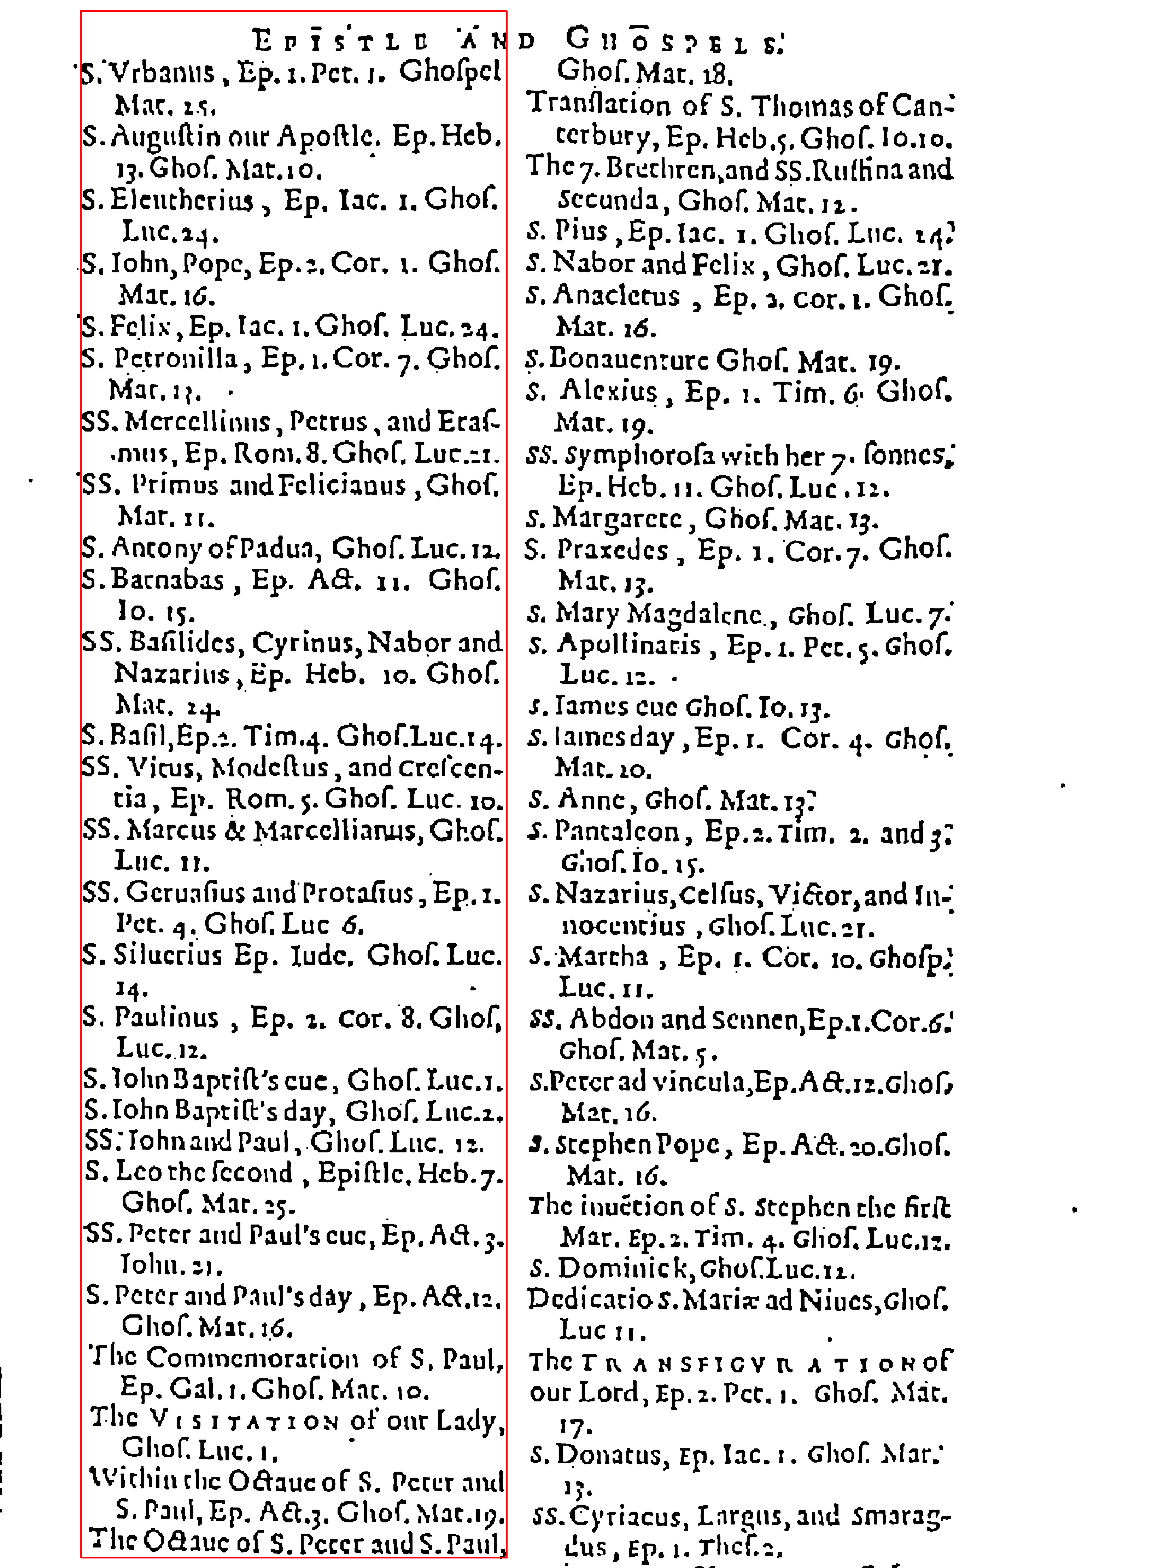 EPISTLE AND GHOSPELS.
S. Vrbanus, Ep. 1. Pet. 1. Ghoſpel
Mat. 25.
S. Auguſtin our Apoſtle. Ep. Heb.
13. Ghoſ. Mat. 10.
S. Eleutherius, Ep. Iac. 1. Ghoſ.
Luc. 24.
S. Iohn, Pope, Ep. 2. Cor. 1. Ghoſ.
Mat. 16.
S. Felix, Ep. Iac. 1. Ghoſ. Luc. 24.
S. Petronilla, Ep. 1. Cor. 7. Ghoſ.
Mat. 13.
SS. Mercellinus, Petrus, and Eraſ-
mus, Ep. Rom. 8. Ghoſ. Luc. 21.
SS. Primus and Felicianus, Ghoſ.
Mat. 11.
S. Antony of Padua, Ghoſ. Luc. 12.
S. Barnabas, Ep. Act. 11. Ghoſ.
Io. 15.
SS. Baſilides, Cyrinus, Nabor and
Nazarius, Ep. Heb. 10. Ghoſ.
Mat. 24.
S. Baſil, Ep. 2. Tim. 4. Ghoſ. Luc. 14.
SS. Vitus, Modeſtus, and Creſcen-
tia, Ep. Rom. 5. Ghoſ. Luc. 10.
SS. Marcus & Marcellianus, Ghoſ.
Luc. 11.
SS. Geruaſius and Protaſius, Ep. 1.
Pet. 4. Ghoſ. Luc 6.
S. Siluerius Ep. Iude. Ghoſ. Luc.
14.
S. Paulinus, Ep. 2. Cor. 8. Ghoſ,
Luc. 12.
S. Iohn Baptiſt's eue, Ghoſ. Luc. 1.
S. Iohn Baptiſt's day, Ghoſ. Luc. 2.
SS. Iohn and Paul, Ghoſ. Luc. 12.
S. Leo the ſecond, Epiſtle. Heb. 7.
Ghoſ. Mat. 25.
SS. Peter and Paul's eue, Ep. Act. 3.
Iohn. 21.
S. Peter and Paul's day, Ep. Act. 12.
Ghoſ. Mat. 16.
The Commemoration of S. Paul,
Ep. Gal. 1. Ghoſ. Mat. 10.
The VISITATION of our Lady,
Ghoſ. Luc. 1.
Within the Octaue of S. Peter and
S. Paul, Ep. Act. 3. Ghoſ. Mat. 19.
The Octaue of S. Peter and S. Paul,
Ghoſ. Mat. 18.
Tranſlation of S. Thomas of Can-
terbury, Ep. Heb. 5. Ghoſ. Io. 10.
The 7. Brethren, and SS. Ruffina and
Secunda, Ghoſ. Mat. 12.
S. Pius, Ep. Iac. 1. Ghoſ. Luc. 14.
S. Nabor and Felix, Ghoſ. Luc. 21.
S. Anacletus, Ep. 2. Cor. 1. Ghoſ.
Mat. 16.
S. Bonauenture Ghoſ. Mat. 19.
S. Alexius, Ep. 1. Tim. 6. Ghoſ.
Mat. 19.
SS. Symphoroſa with her 7. ſonnes,
Ep. Heb. 11. Ghoſ. Luc. 12.
S. Margarete, Ghoſ. Mat. 13.
S. Praxedes, Ep. 1. Cor. 7. Ghoſ.
Mat. 13.
S. Mary Magdalene, Ghoſ. Luc. 7.
S. Apollinaris, Ep. 1. Pet. 5. Ghoſ.
Luc. 12.
S. Iames eue Ghoſ. Io. 13.
S. Iames day, Ep. 1. Cor. 4. Ghoſ.
Mat. 20.
S. Anne, Ghoſ. Mat. 13.
S. Pantaleon, Ep. 2. Tim. 2. and 3.
Ghoſ. Io. 15.
S. Nazarius, Celſus, Victor, and In-
nocentius, Ghoſ. Luc. 21.
S. Martha, Ep. 1. Cor. 10. Ghoſp.
Luc. 11.
SS. Abdon and Sennen, Ep. 1. Cor. 6.
Ghoſ. Mat. 5.
S. Peter ad vincula, Ep. Act. 12. Ghoſ,
Mat. 16.
S. Stephen Pope, Ep. Act. 20. Ghoſ.
Mat. 16.
The inuētion of S. Stephen the firſt
Mar. Ep. 2. Tim. 4. Ghoſ. Luc. 12.
S. Dominick, Ghoſ. Luc. 12.
Dedicatio S. Mariæ ad Niues, Ghoſ.
Luc 11.
The TRANSFIGVRATION of
our Lord, Ep. 2. Pet. 1. Ghoſ. Mat.
17.
S. Donatus, Ep. Iac. 1. Ghoſ. Mat.
13.
SS. Cyriacus, Largus, and Smarag-
dus, Ep. 1. Theſ. 2.